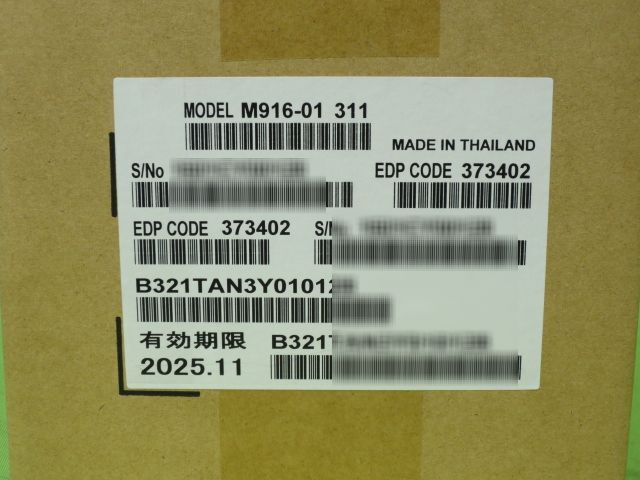 MODEL M916-01 311
MADE IN THAILAND
S/No
EDP CODE 373402
EDP CODE 373402
B321TAN3Y01012
有効期限
2025.11
B321